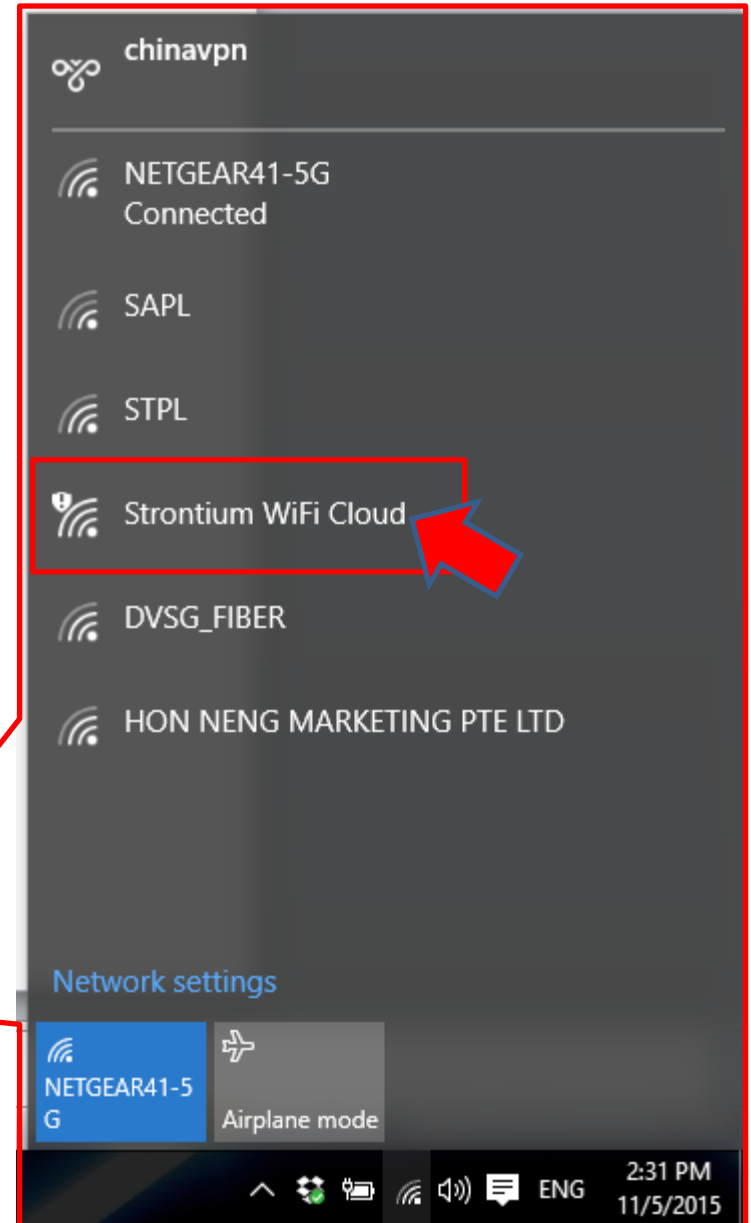 chinavpn
NETGEAR41-5G
Connected
SAPL
STPL
Strontium WiFi Cloud
DVSG_FIBER
HON NENG MARKETING PTE LTD
Network settings
NETGEAR41-5
G
Airplane mode
ENG
2:31 PM
11/5/2015